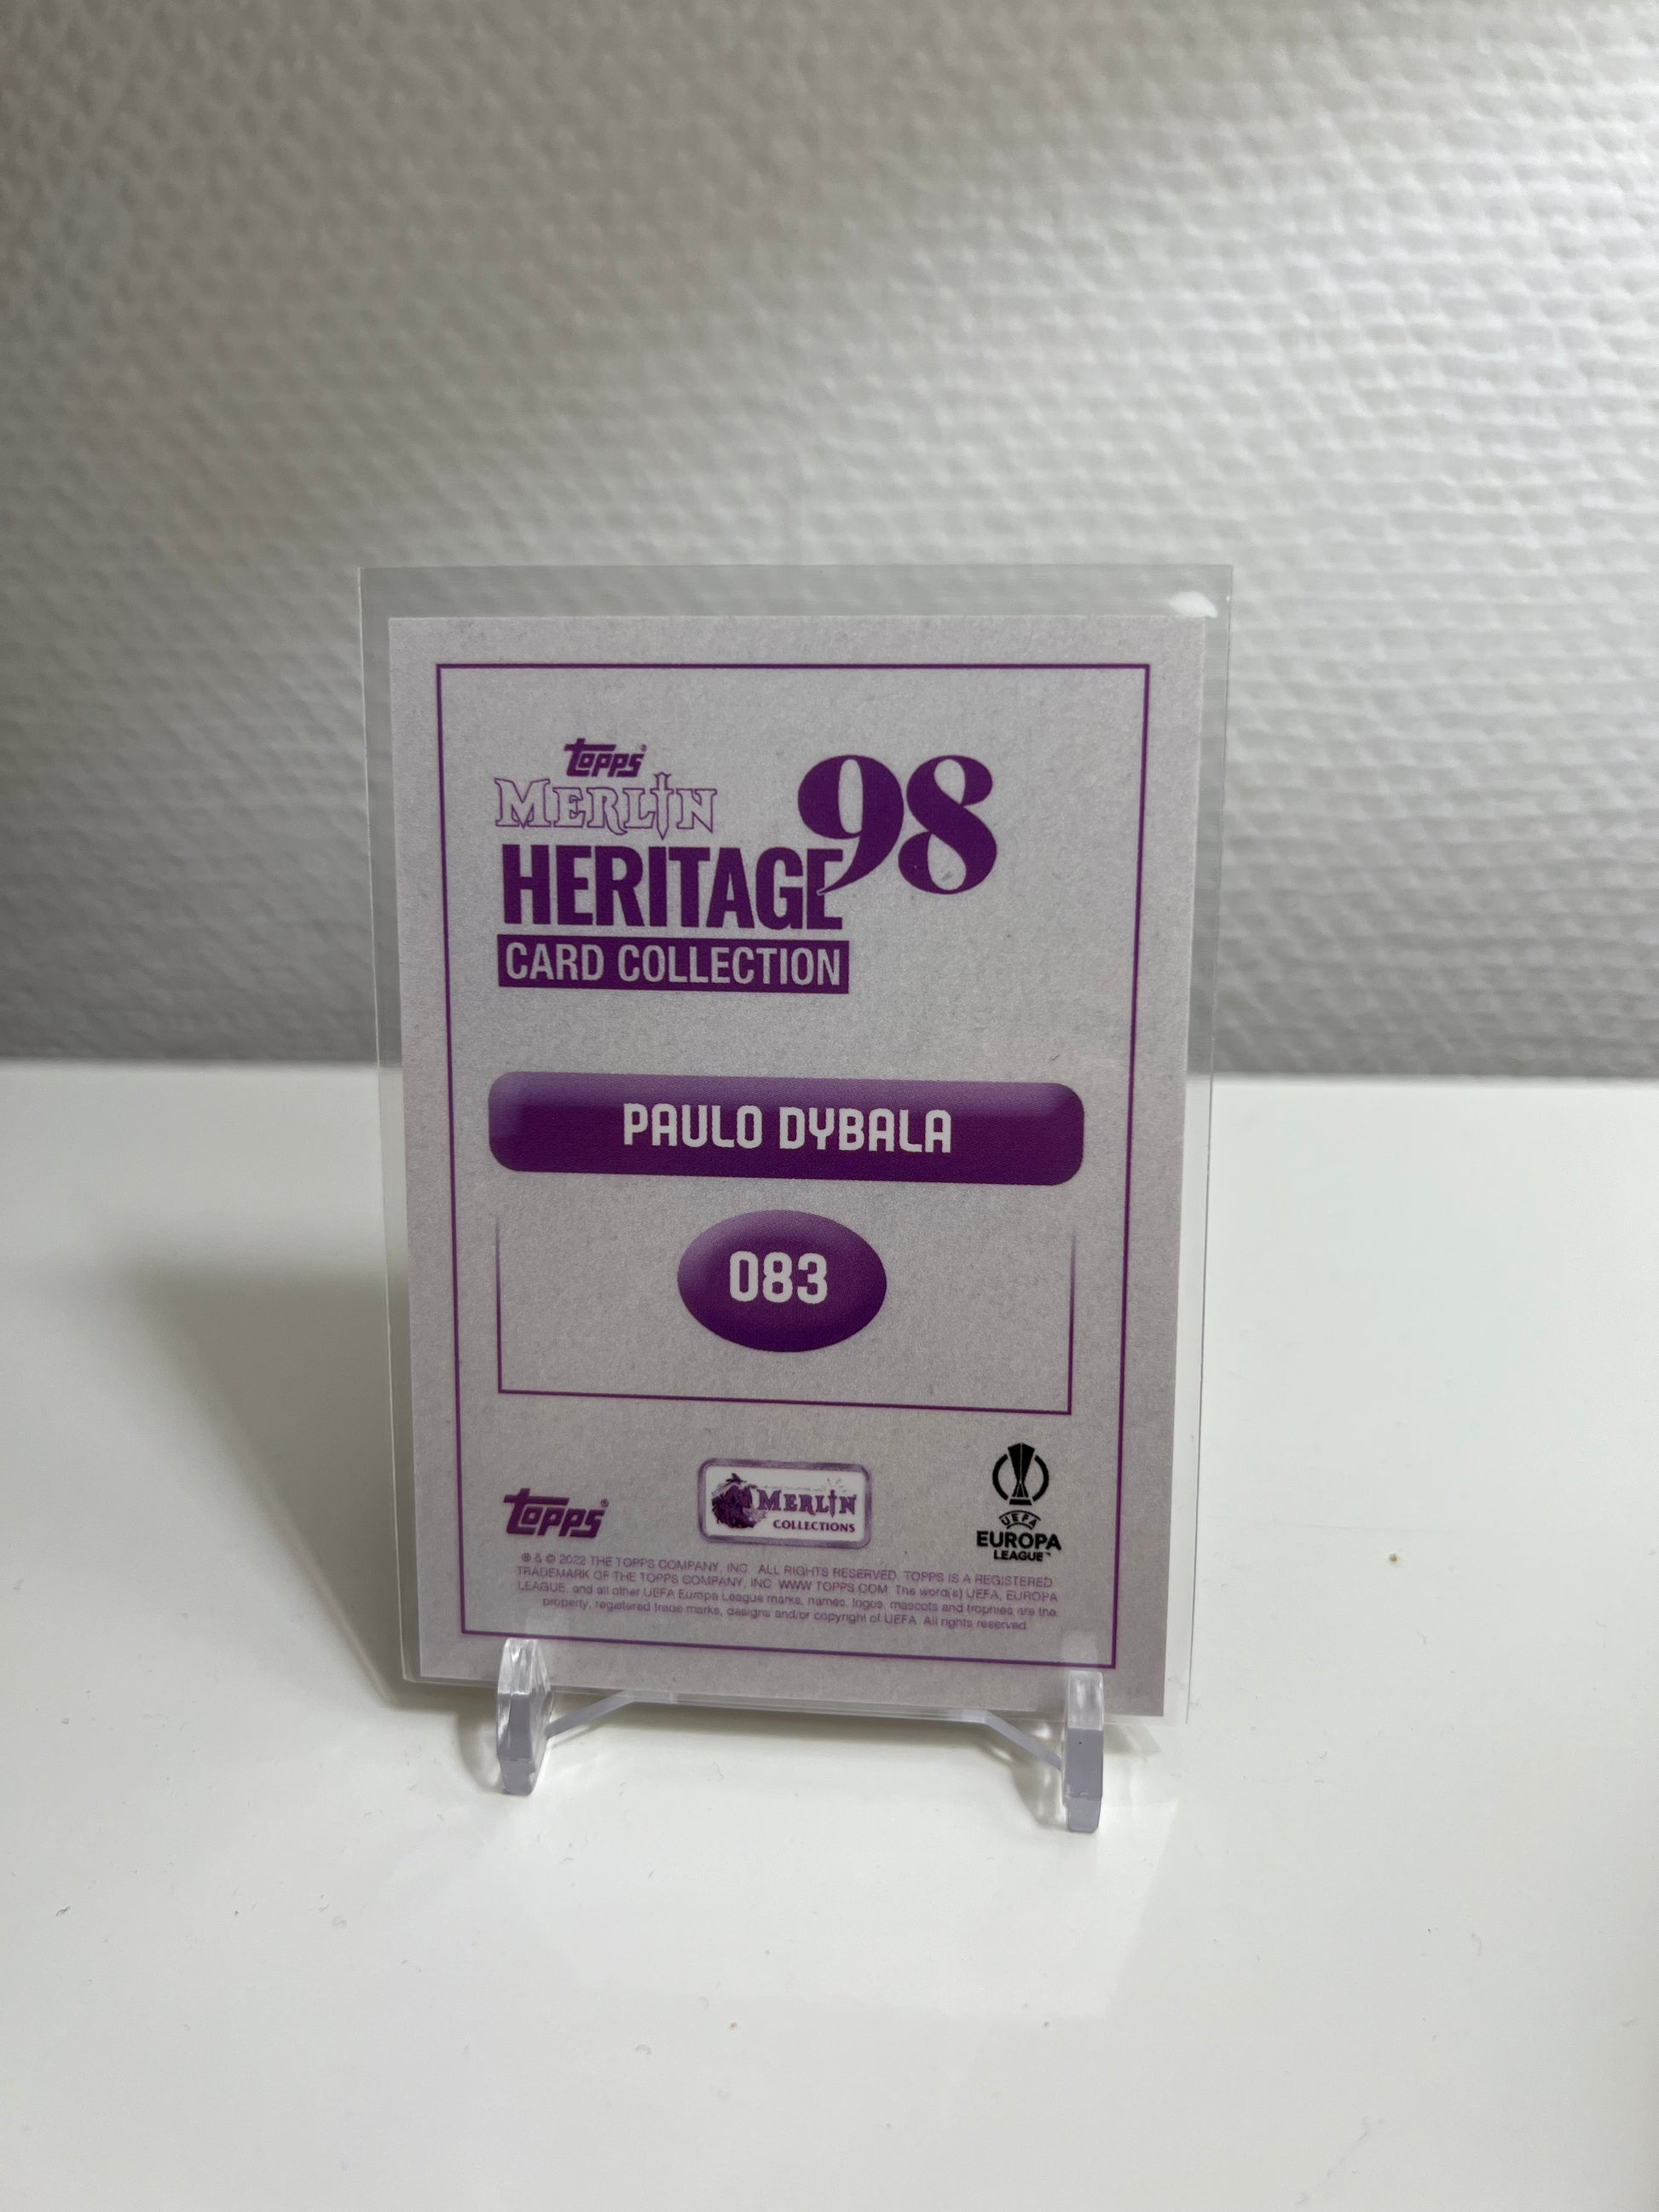 topps
MERLIN
HERITAGE 98
CARD COLLECTION
PAULO DYBALA
083
topps
MERLIN
COLLECTIONS
UEFA
EUROPA
LEAGUE™
® & © 2022 THE TOPPS COMPANY, INC. ALL RIGHTS RESERVED. TOPPS IS A REGISTERED
TRADEMARK OF THE TOPPS COMPANY, INC. WWW.TOPPS.COM. The word(s) UEFA, EUROPA
LEAGUE, and all other UEFA Europa League marks, names, logos, mascots and trophies are the
property, registered trade marks, designs and/or copyright of UEFA. All rights reserved.